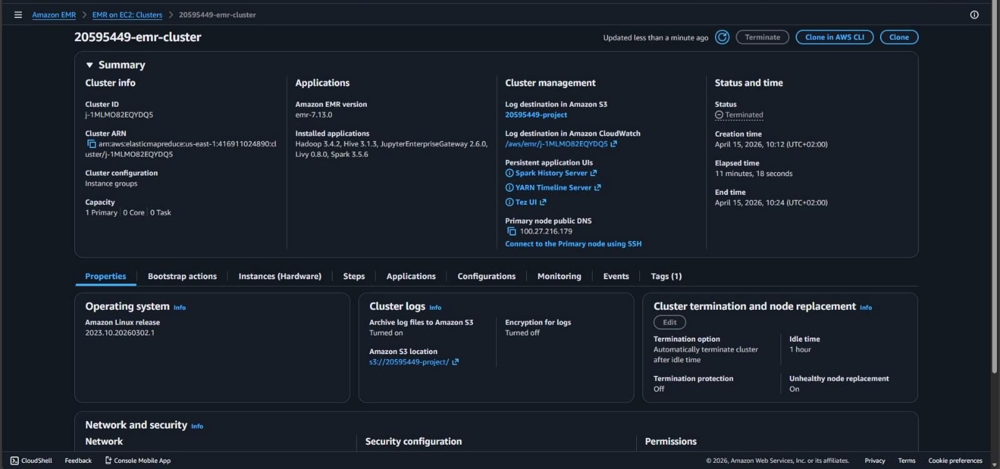 Amazon EMR > EMR on EC2: Clusters > 20595449-emr-cluster
20595449-emr-cluster
Updated less than a minute ago
Terminate
Clone in AWS CLI
Clone
Summary
Cluster info
Cluster ID
j-1MLMO82EQYDQ5
Cluster ARN
arn:aws:elasticmapreduce:us-east-1:416911024890:cl
uster/j-1MLMO82EQYDQ5
Cluster configuration
Instance groups
Capacity
1 Primary | 0 Core | 0 Task
Applications
Amazon EMR version
emr-7.13.0
Installed applications
Hadoop 3.4.2, Hive 3.1.3, JupyterEnterpriseGateway 2.6.0,
Livy 0.8.0, Spark 3.5.6
Cluster management
Log destination in Amazon S3
20595449-project
Log destination in Amazon CloudWatch
/aws/emr/j-1MLMO82EQYDQ5
Persistent application UIs
Spark History Server
YARN Timeline Server
Tez UI
Primary node public DNS
100.27.216.179
Connect to the Primary node using SSH
Status and time
Status
Terminated
Creation time
April 15, 2026, 10:12 (UTC+02:00)
Elapsed time
11 minutes, 18 seconds
End time
April 15, 2026, 10:24 (UTC+02:00)
Properties
Bootstrap actions
Instances (Hardware)
Steps
Applications
Configurations
Monitoring
Events
Tags (1)
Operating system Info
Amazon Linux release
2023.10.20260302.1
Cluster logs Info
Archive log files to Amazon S3
Turned on
Amazon S3 location
s3://20595449-project/
Encryption for logs
Turned off
Cluster termination and node replacement Info
Edit
Termination option
Automatically terminate cluster
after idle time
Idle time
1 hour
Termination protection
Off
Unhealthy node replacement
On
Network and security Info
Network
Security configuration
Permissions
CloudShell
Feedback
Console Mobile App
© 2026, Amazon Web Services, Inc. or its affiliates.
Privacy
Terms
Cookie preferences